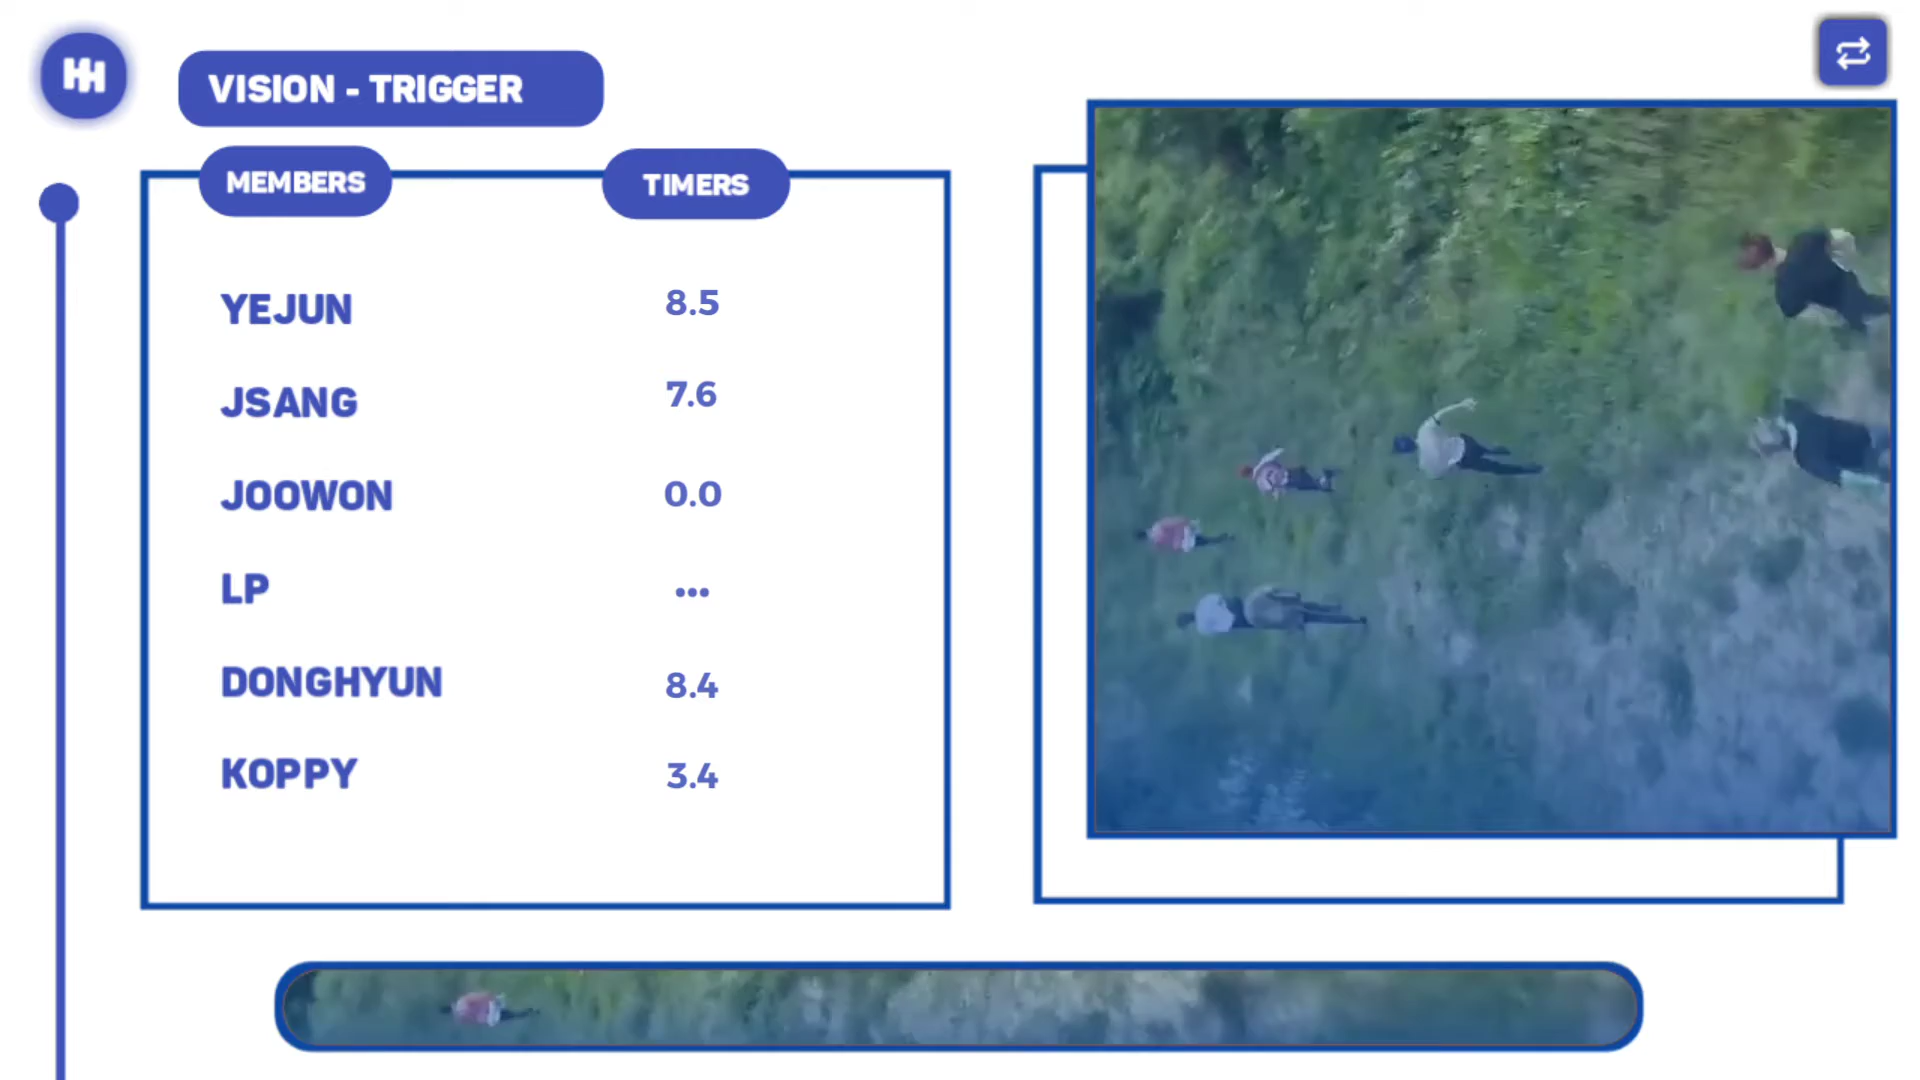 VISION - TRIGGER
MEMBERS TIMERS
YEJUN 8.5
JSANG 7.6
JOOWON 0.0
LP ...
DONGHYUN 8.4
KOPPY 3.4